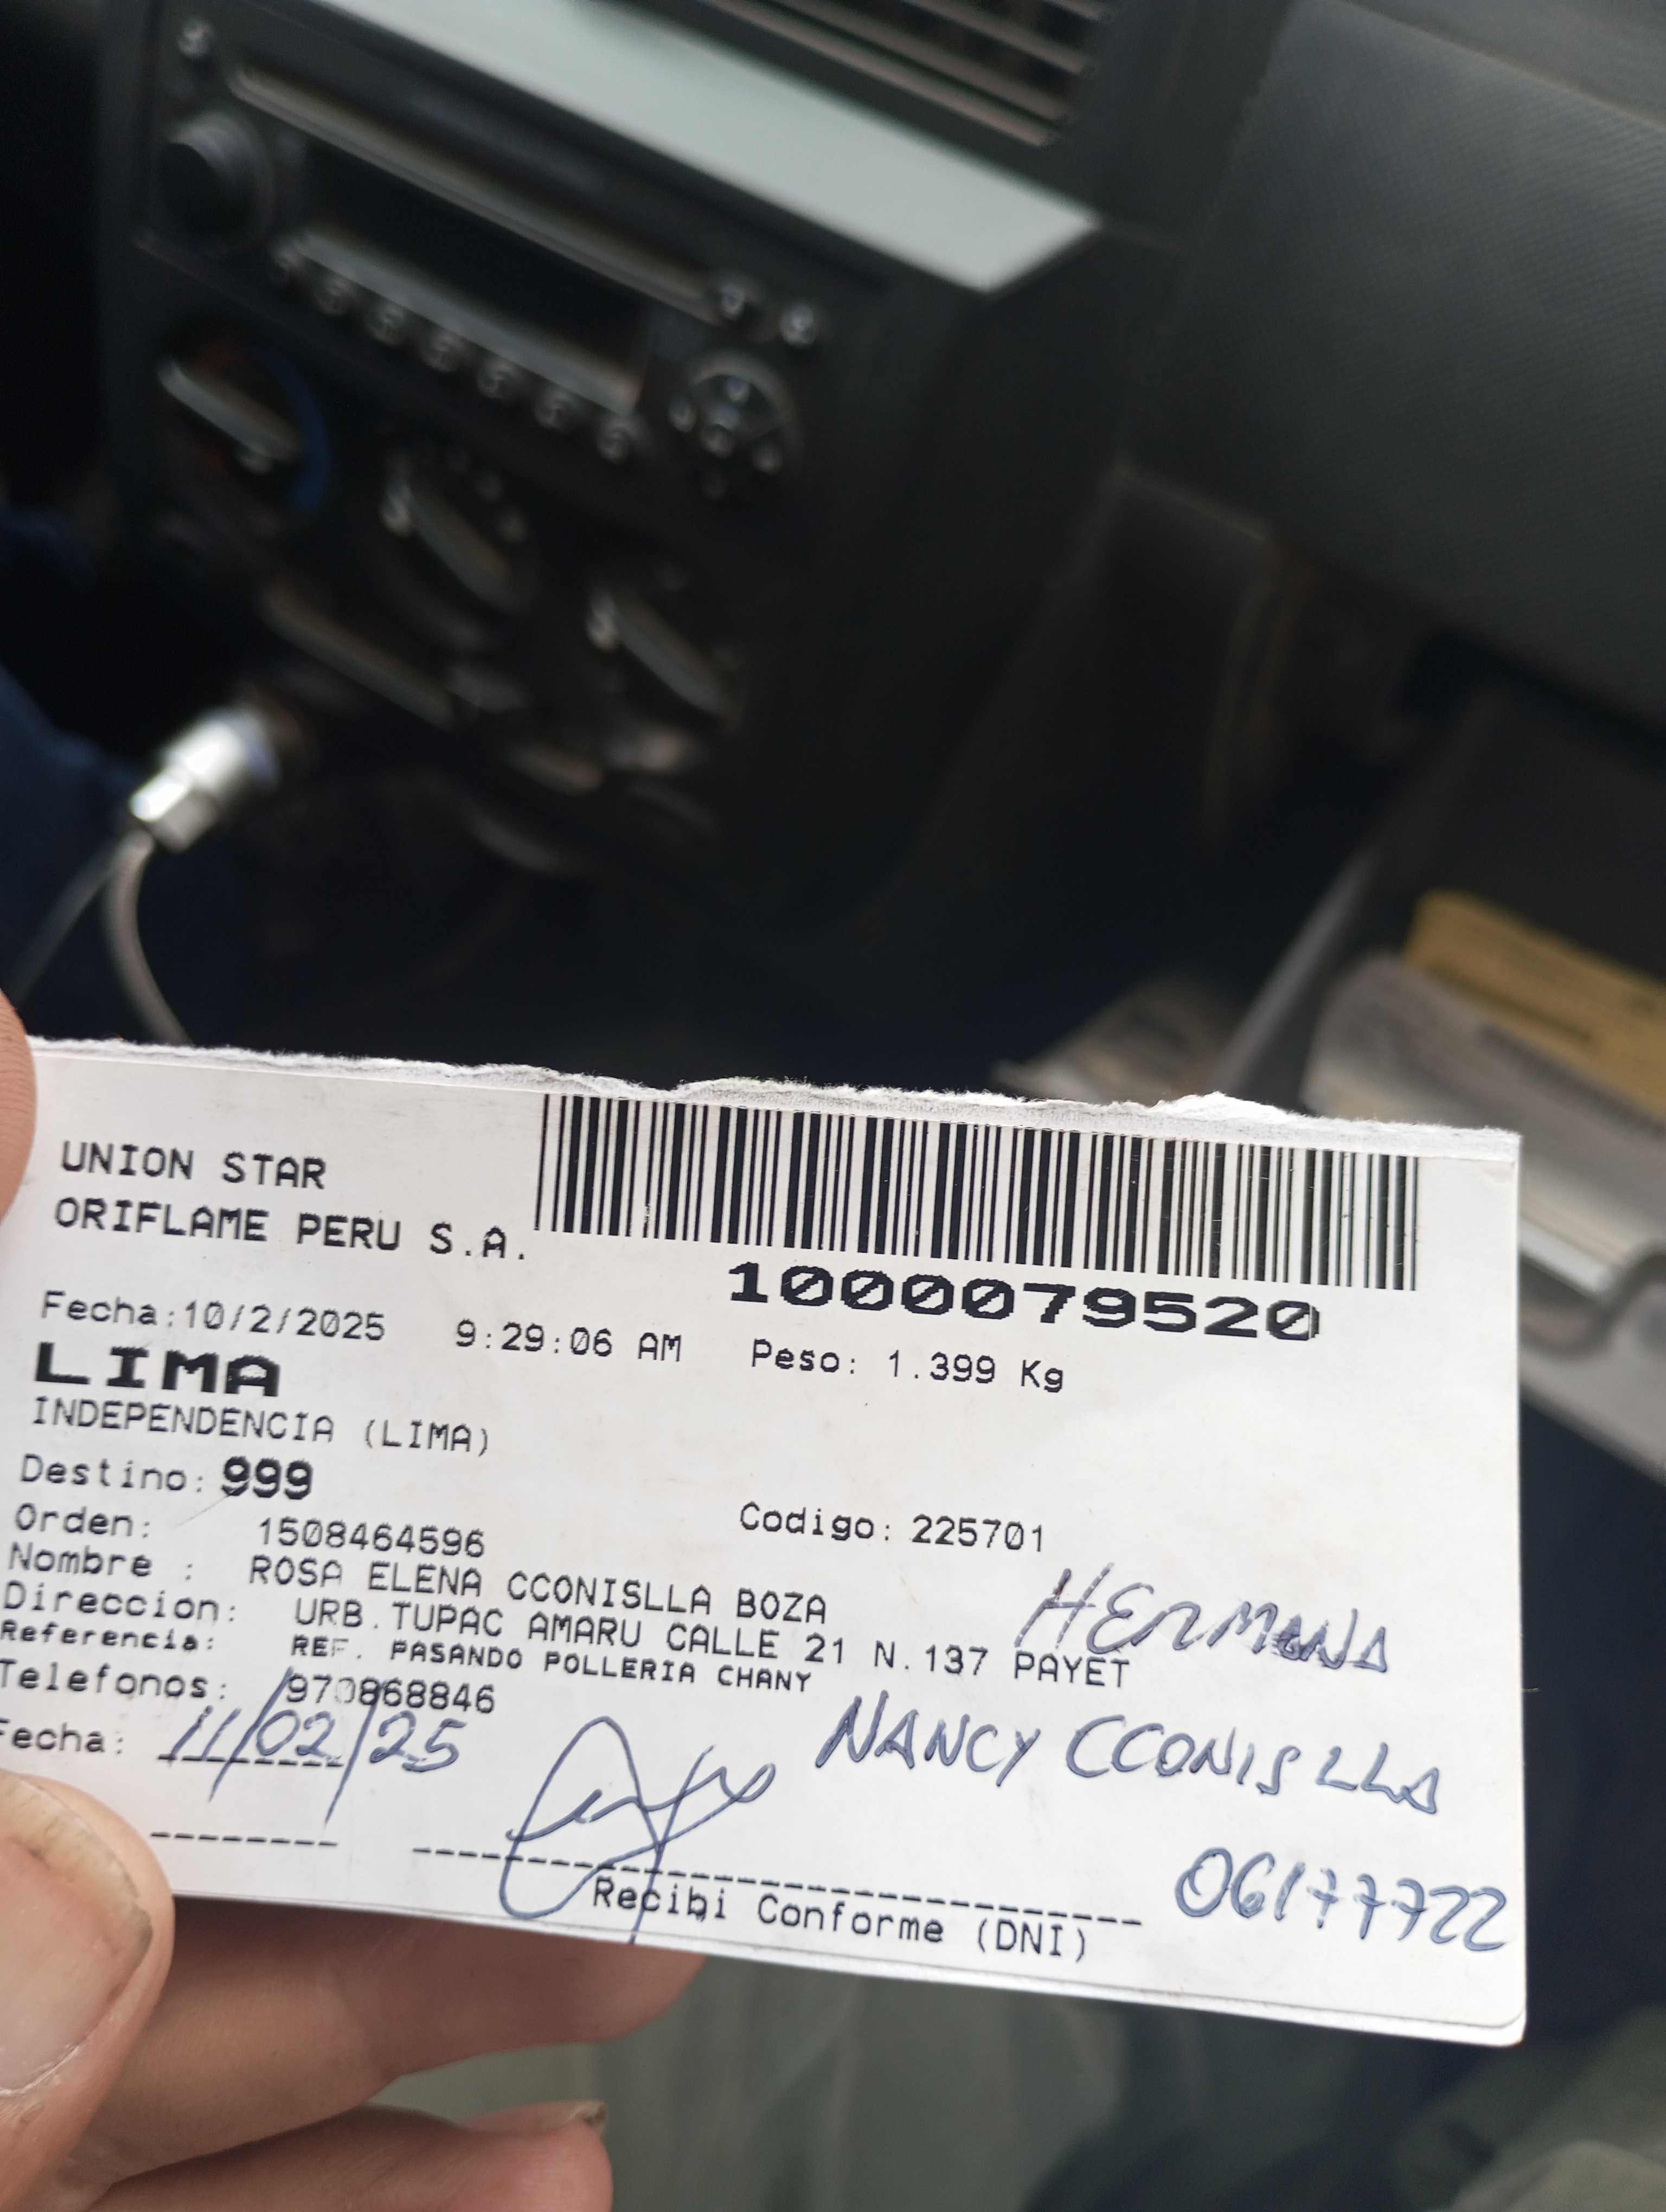 UNION STAR
ORIFLAME PERU S.A.
1000079520
Fecha:10/2/2025 9:29:06 AM Peso: 1.399 Kg
LIMA
INDEPENDENCIA (LIMA)
Destino: 999
Orden: 1508464596 Codigo: 225701
Nombre : ROSA ELENA CCONISLLA BOZA
HERMANA
Direccion: URB.TUPAC AMARU CALLE 21 N.137 PAYET
Referencia: REF. PASANDO POLLERIA CHANY
Telefonos: 970868846
NANCY CCONISLLA
Fecha: 11/02/25
06177722
Recibi Conforme (DNI)